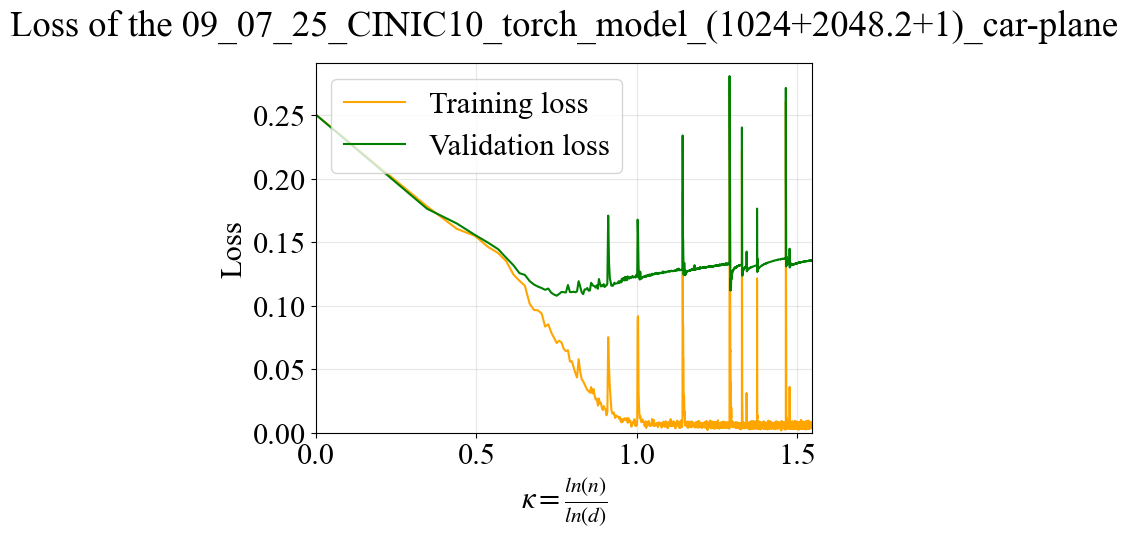 Loss of the 09_07_25_CINIC10_torch_model_(1024+2048.2+1)_car-plane
Training loss
Validation loss
0.25
0.20
0.15
0.10
0.05
0.00
Loss
0.0 0.5 1.0 1.5
κ = ln(n)
ln(d)